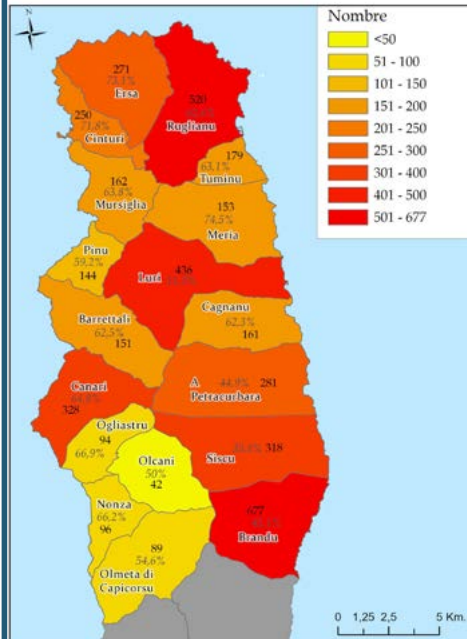 N
Nombre
<50
51 - 100
101 - 150
151 - 200
201 - 250
251 - 300
301 - 400
401 - 500
501 - 677
271
73,1%
Ersa
520
Ruglianu
250
71,8%
Cinturi
179
63,1%
Tuminu
162
63,8%
Mursiglia
153
74,5%
Meria
Pinu
59,2%
144
436
Luri
Cagnanu
62,3%
161
Barrettali
62,5%
151
Canari
328
A
Petracurbara
44,9%
281
Ogliastru
94
66,9%
Olcani
50%
42
Siscu
318
Nonza
66,2%
96
677
Brandu
89
54,6%
Olmeta di
Capicorsu
0 1,25 2,5 5 Km.